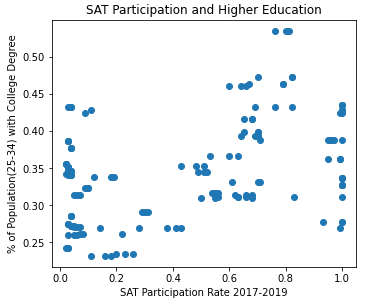 SAT Participation and Higher Education
% of Population(25-34) with College Degree
0.50
0.45
0.40
0.35
0.30
0.25
0.0 0.2 0.4 0.6 0.8 1.0
SAT Participation Rate 2017-2019